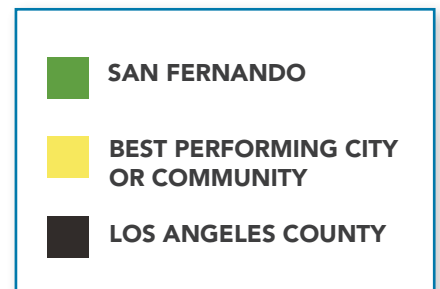 SAN FERNANDO
BEST PERFORMING CITY
OR COMMUNITY
LOS ANGELES COUNTY